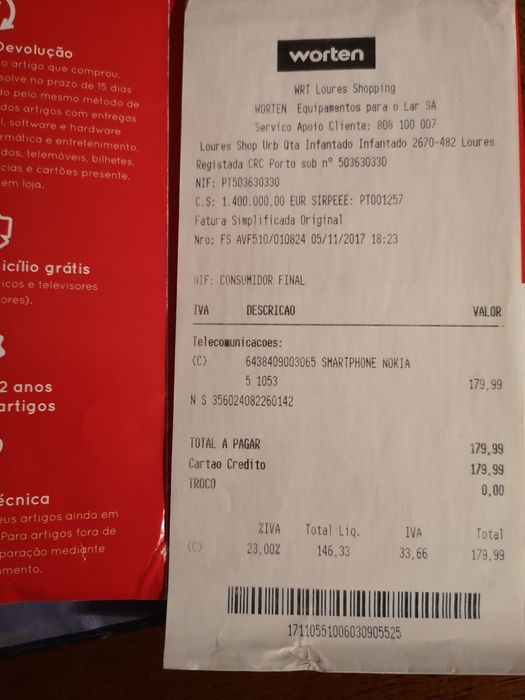 Devolução
o artigo que comprou,
solve no prazo de 15 dias
do pelo mesmo método de
dos artigos com entregas
l, software e hardware
rmática e entretenimento,
dos, telemóveis, bilhetes,
cias e cartões presente.
em loja.
icílio grátis
icos e televisores
ores).
2 anos
artigos
écnica
eus artigos ainda em
Para artigos fora de
paração mediante
amento.
worten
WRT Loures Shopping
WORTEN Equipamentos para o Lar SA
Servico Apoio Cliente: 808 100 007
Loures Shop Urb Qta Infantado Infantado 2670-482 Loures
Registada CRC Porto sob nº 503630330
NIF: PT503630330
C.S: 1.400.000,00 EUR SIRPEEE: PT001257
Fatura Simplificada Original
Nro: FS AVF510/010824 05/11/2017 18:23
NIF: CONSUMIDOR FINAL
IVA DESCRICAO VALOR
Telecomunicacoes:
(C) 6438409003065 SMARTPHONE NOKIA
5 1053 179,99
N S 356024082260142
TOTAL A PAGAR 179,99
Cartao Credito 179,99
TROCO 0,00
%IVA Total Liq. IVA Total
(C) 23,00% 146,33 33,66 179,99
17110551006030905525